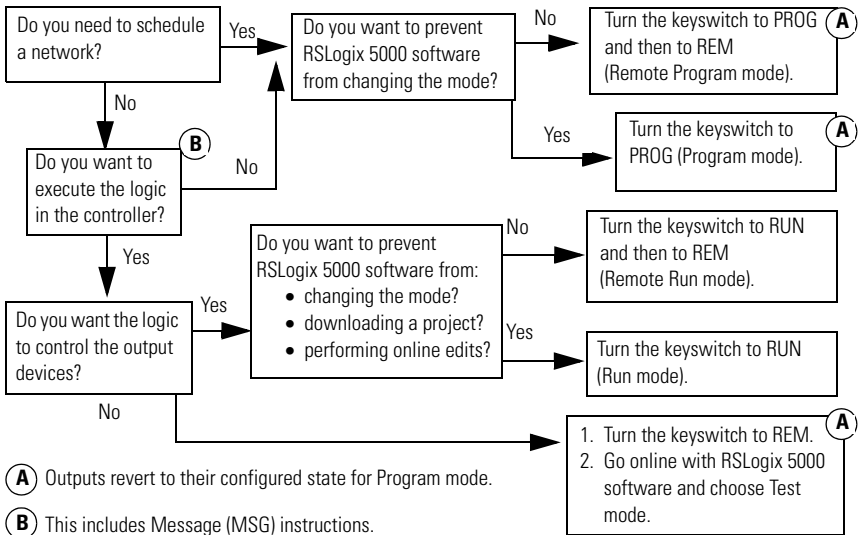 Do you need to schedule
a network?
Yes
Do you want to prevent
RSLogix 5000 software
from changing the mode?
No
Turn the keyswitch to PROG
and then to REM
(Remote Program mode).
A
Yes
Turn the keyswitch to
PROG (Program mode).
A
No
B
Do you want to
execute the logic
in the controller?
No
Yes
Do you want the logic
to control the output
devices?
Yes
Do you want to prevent
RSLogix 5000 software from:
• changing the mode?
• downloading a project?
• performing online edits?
No
Turn the keyswitch to RUN
and then to REM
(Remote Run mode).
Yes
Turn the keyswitch to RUN
(Run mode).
No
A
1. Turn the keyswitch to REM.
2. Go online with RSLogix 5000
software and choose Test
mode.
A Outputs revert to their configured state for Program mode.
B This includes Message (MSG) instructions.